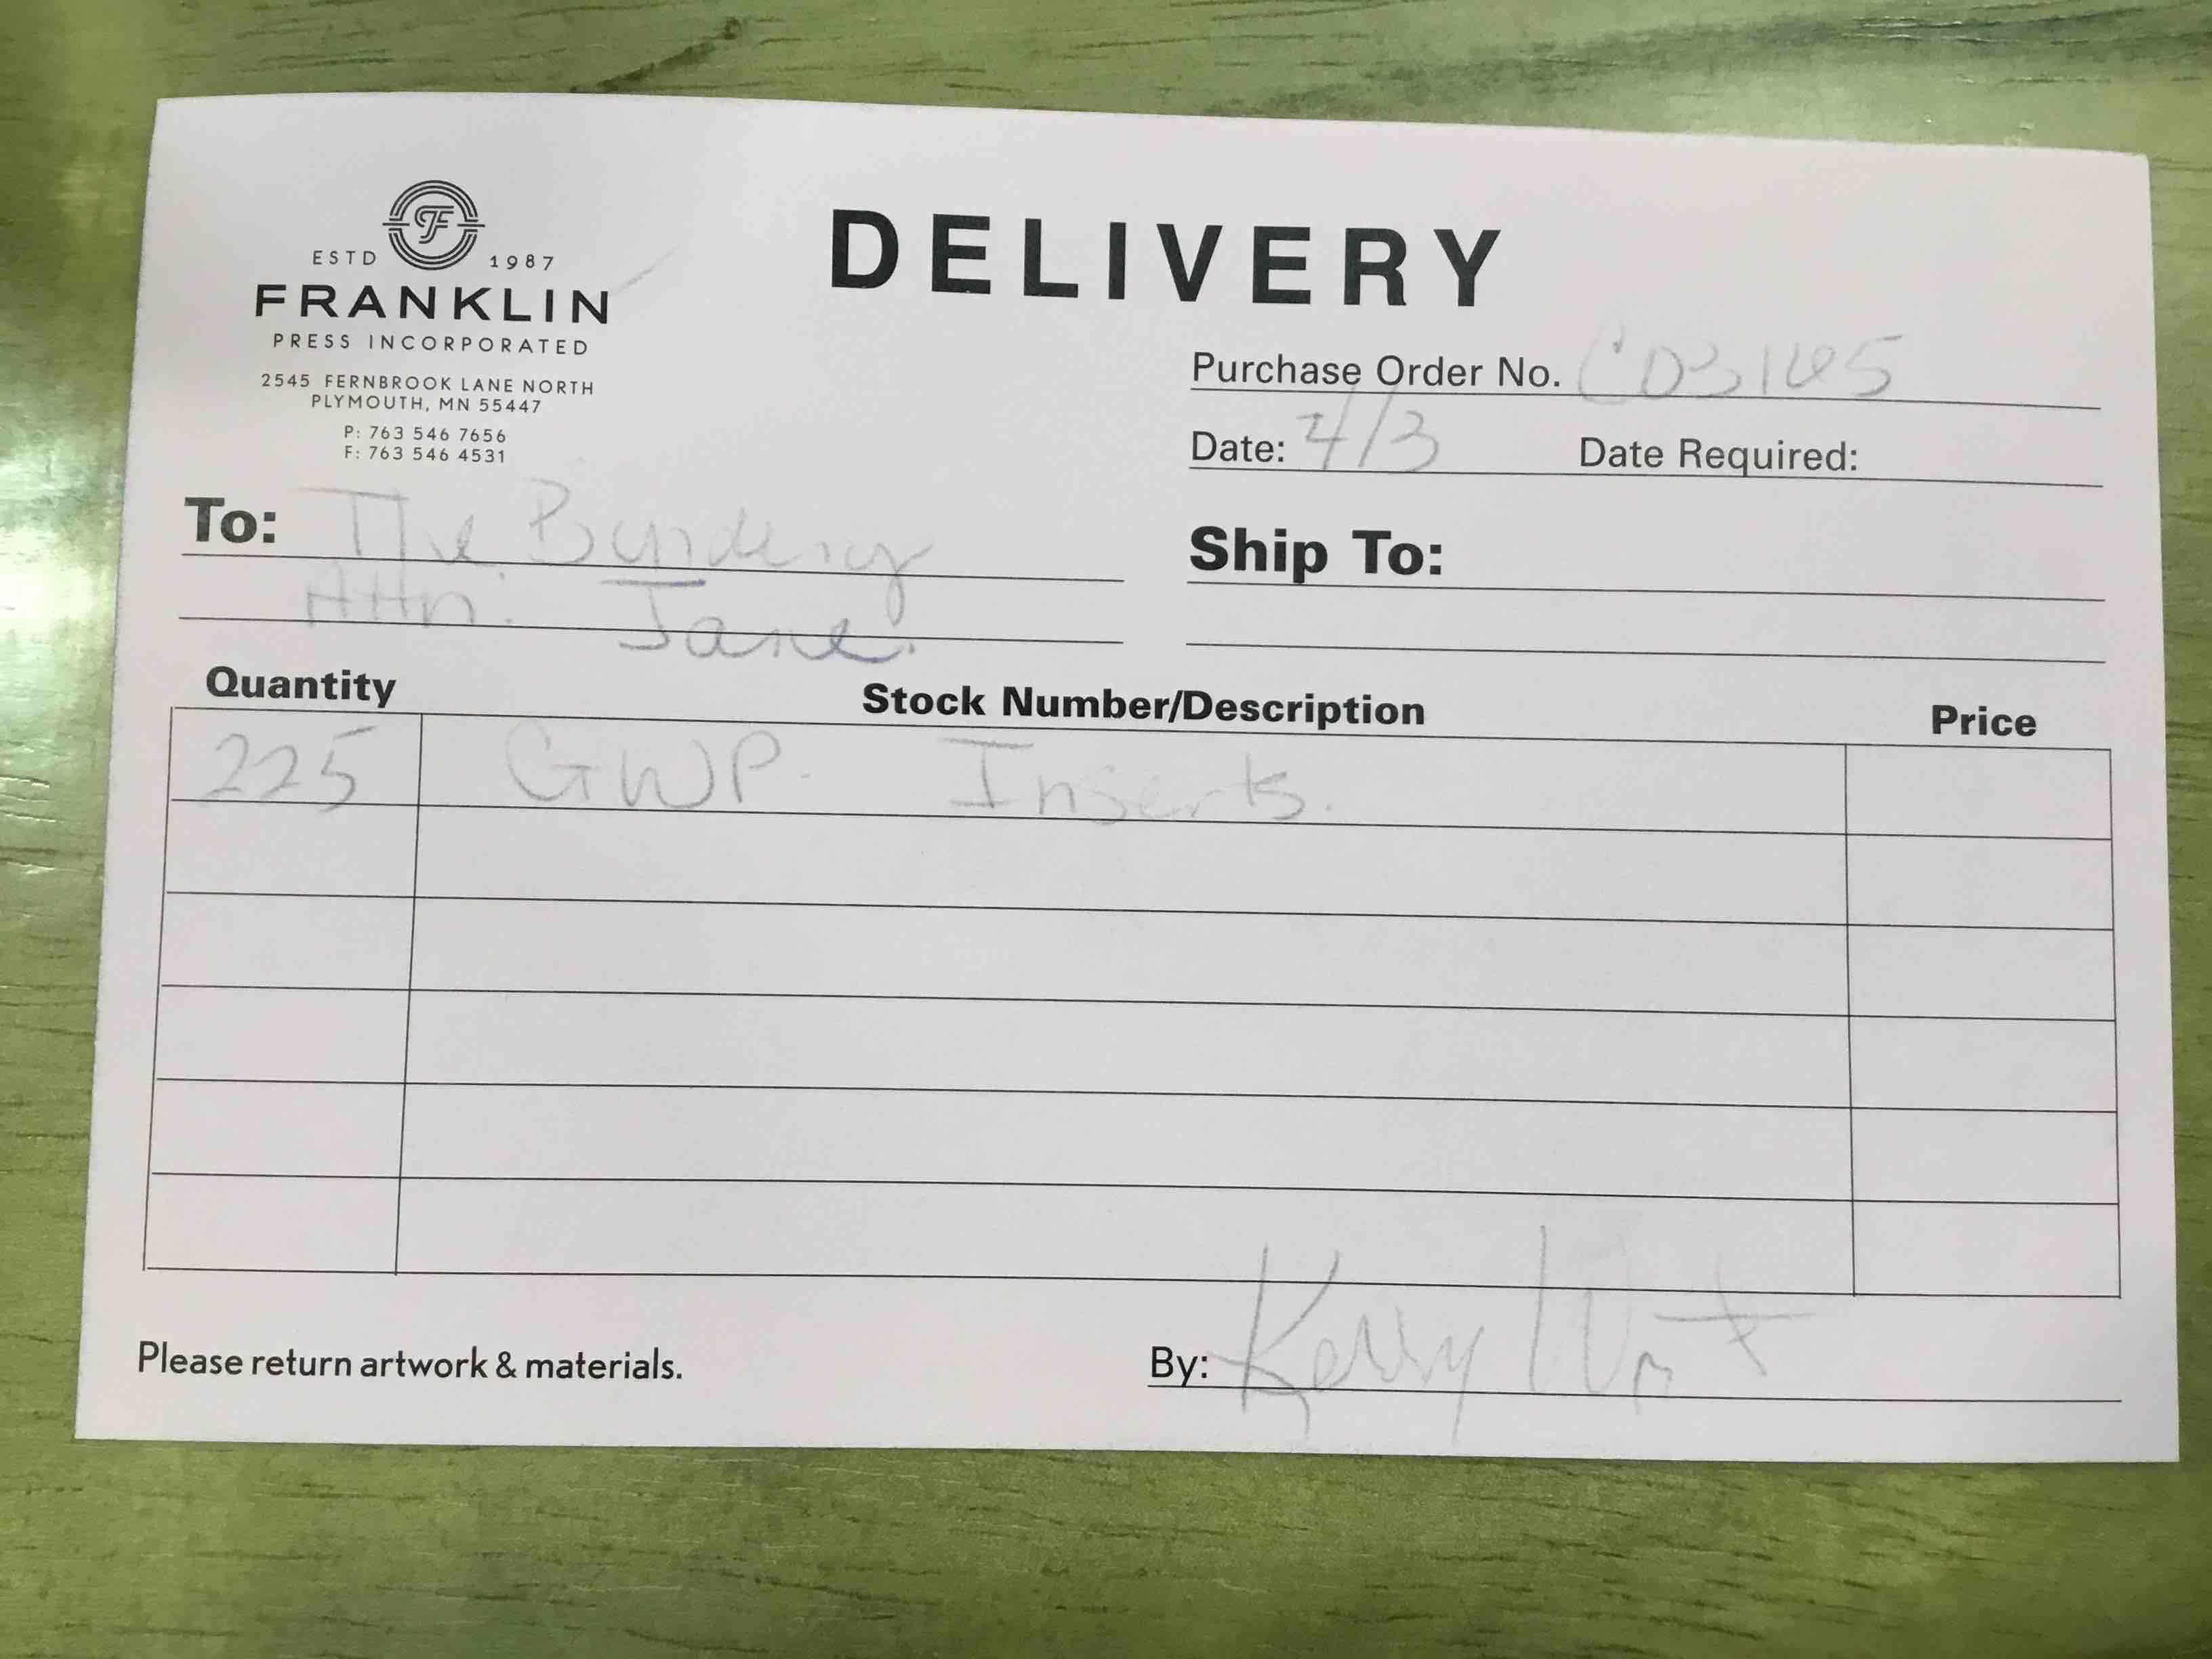 ESTD 1987
FRANKLIN
PRESS INCORPORATED
2545 FERNBROOK LANE NORTH
PLYMOUTH, MN 55447
P: 763 546 7656
F: 763 546 4531
DELIVERY
Purchase Order No.
Date: 4/3 Date Required:
To: The Byndery
Attn: Jane.
Ship To:
Quantity Stock Number/Description Price
225 GWP Inserts.
Please return artwork & materials.
By: Kerry